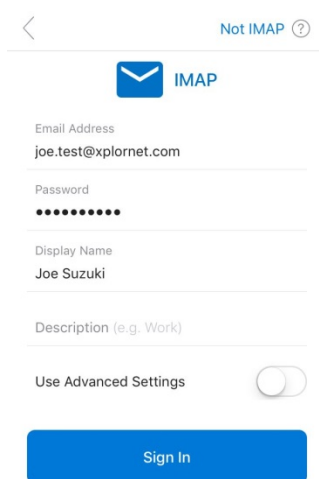 Not IMAP ?
IMAP
Email Address
joe.test@xplornet.com
Password
••••••••••
Display Name
Joe Suzuki
Description (e.g. Work)
Use Advanced Settings
Sign In